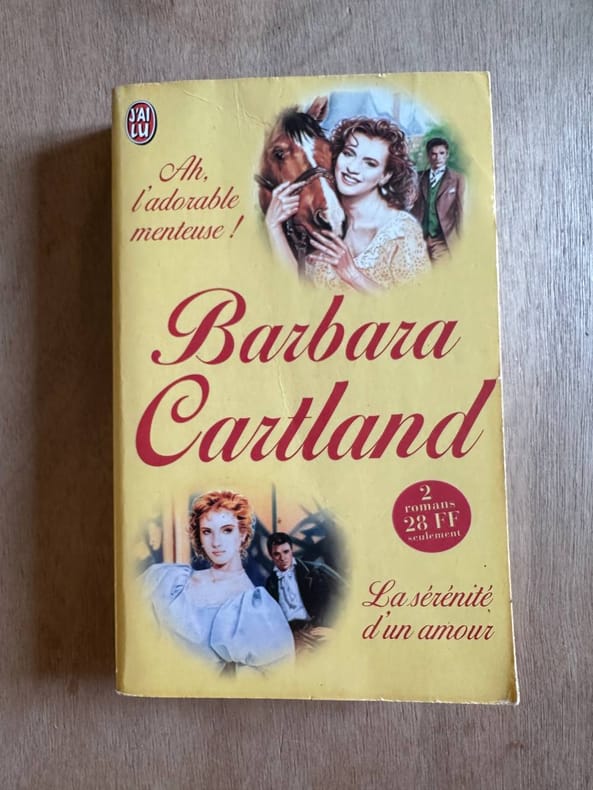 J'AI
LU
Ah,
l'adorable
menteuse !
Barbara
Cartland
2
romans
28 FF
seulement
La sérénité
d'un amour